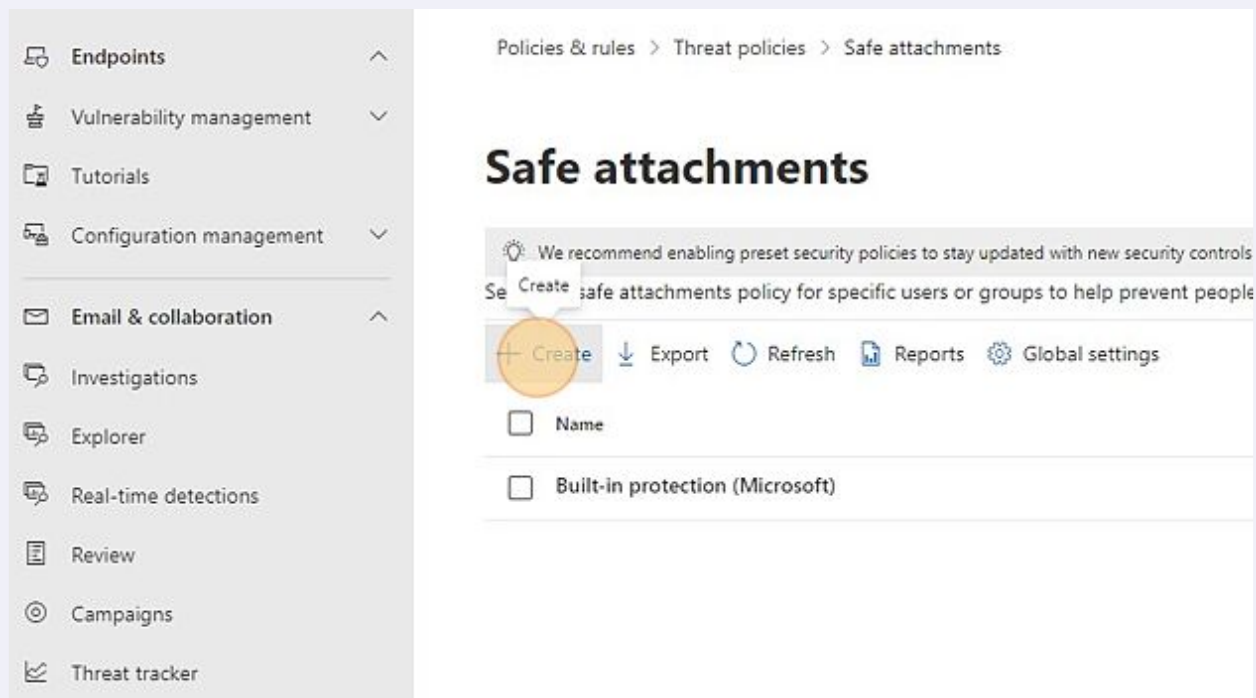 Endpoints
Vulnerability management
Tutorials
Configuration management
Email & collaboration
Investigations
Explorer
Real-time detections
Review
Campaigns
Threat tracker
Policies & rules > Threat policies > Safe attachments
Safe attachments
We recommend enabling preset security policies to stay updated with new security controls
Create
safe attachments policy for specific users or groups to help prevent people
+ Create Export Refresh Reports Global settings
Name
Built-in protection (Microsoft)